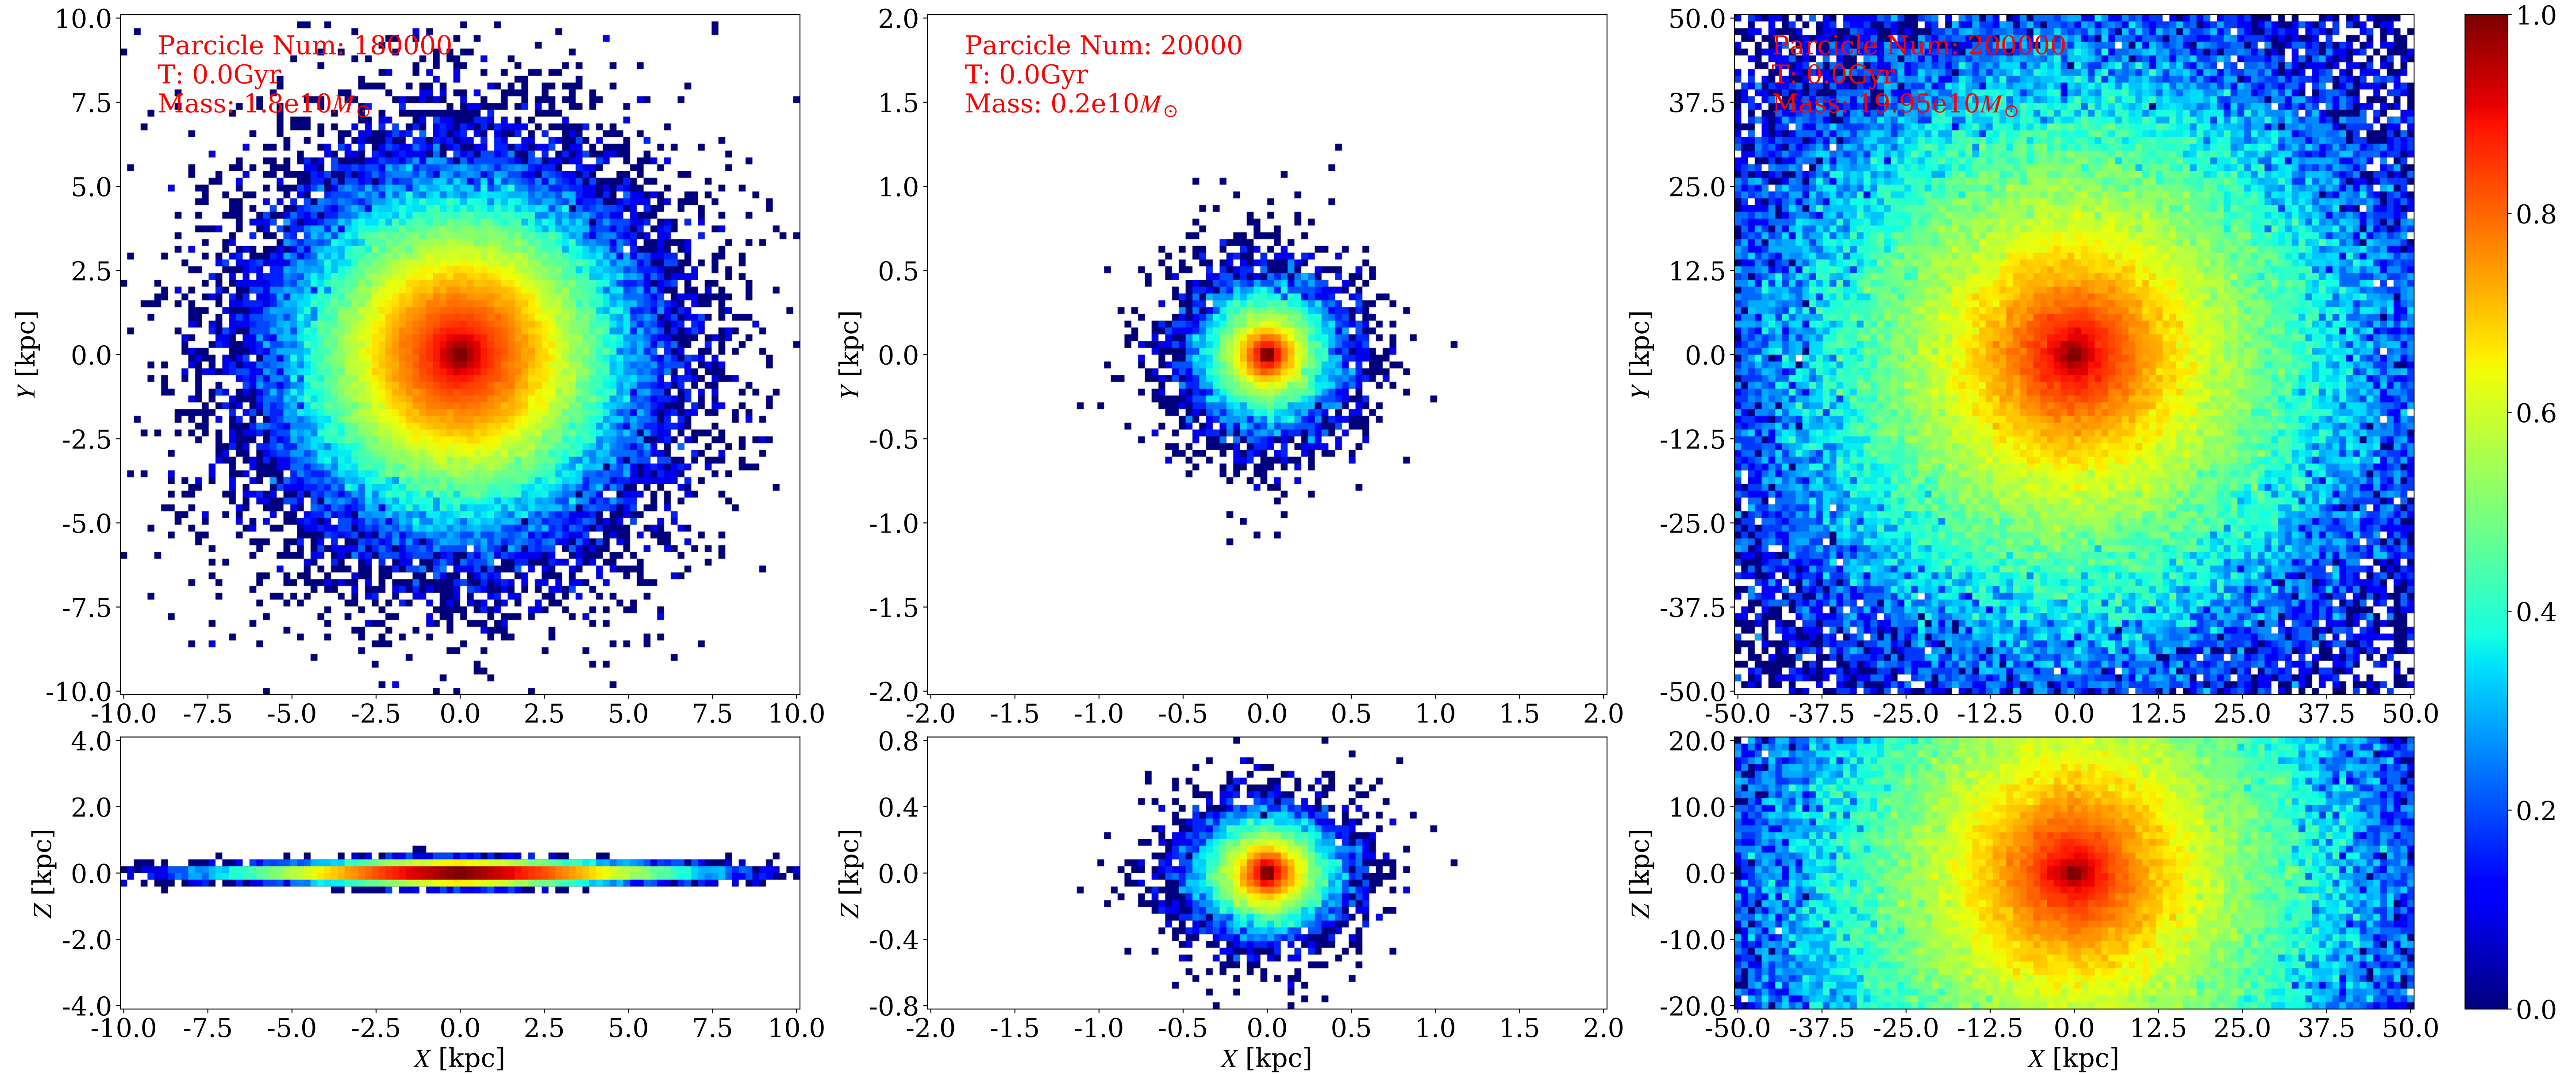 10.0
7.5
5.0
2.5
0.0
-2.5
-5.0
-7.5
-10.0
Y [kpc]
Parcicle Num: 180000
T: 0.0Gyr
Mass: 1.8e10M⊙
-10.0 -7.5 -5.0 -2.5 0.0 2.5 5.0 7.5 10.0
2.0
1.5
1.0
0.5
0.0
-0.5
-1.0
-1.5
-2.0
Y [kpc]
Parcicle Num: 20000
T: 0.0Gyr
Mass: 0.2e10M⊙
-2.0 -1.5 -1.0 -0.5 0.0 0.5 1.0 1.5 2.0
50.0
37.5
25.0
12.5
0.0
-12.5
-25.0
-37.5
-50.0
Y [kpc]
Parcicle Num: 200000
T: 0.0Gyr
Mass: 19.95e10M⊙
-50.0 -37.5 -25.0 -12.5 0.0 12.5 25.0 37.5 50.0
4.0
2.0
0.0
-2.0
-4.0
Z [kpc]
-10.0 -7.5 -5.0 -2.5 0.0 2.5 5.0 7.5 10.0
X [kpc]
0.8
0.4
0.0
-0.4
-0.8
Z [kpc]
-2.0 -1.5 -1.0 -0.5 0.0 0.5 1.0 1.5 2.0
X [kpc]
20.0
10.0
0.0
-10.0
-20.0
Z [kpc]
-50.0 -37.5 -25.0 -12.5 0.0 12.5 25.0 37.5 50.0
X [kpc]
1.0
0.8
0.6
0.4
0.2
0.0